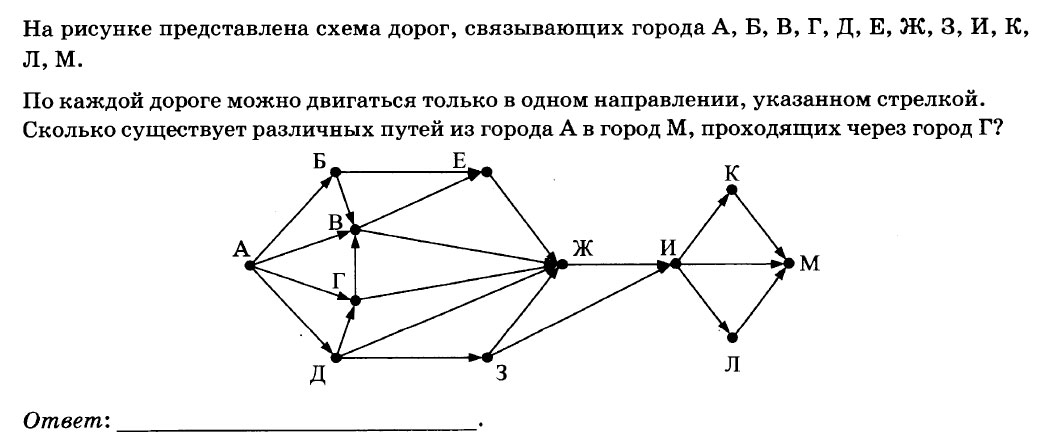 На рисунке представлена схема дорог, связывающих города А, Б, В, Г, Д, Е, Ж, З, И, К,
Л, М.
По каждой дороге можно двигаться только в одном направлении, указанном стрелкой.
Сколько существует различных путей из города А в город М, проходящих через город Г?
Б
Е
К
В
А
Ж
И
М
Г
Д
З
Л
Ответ: ______________________________.